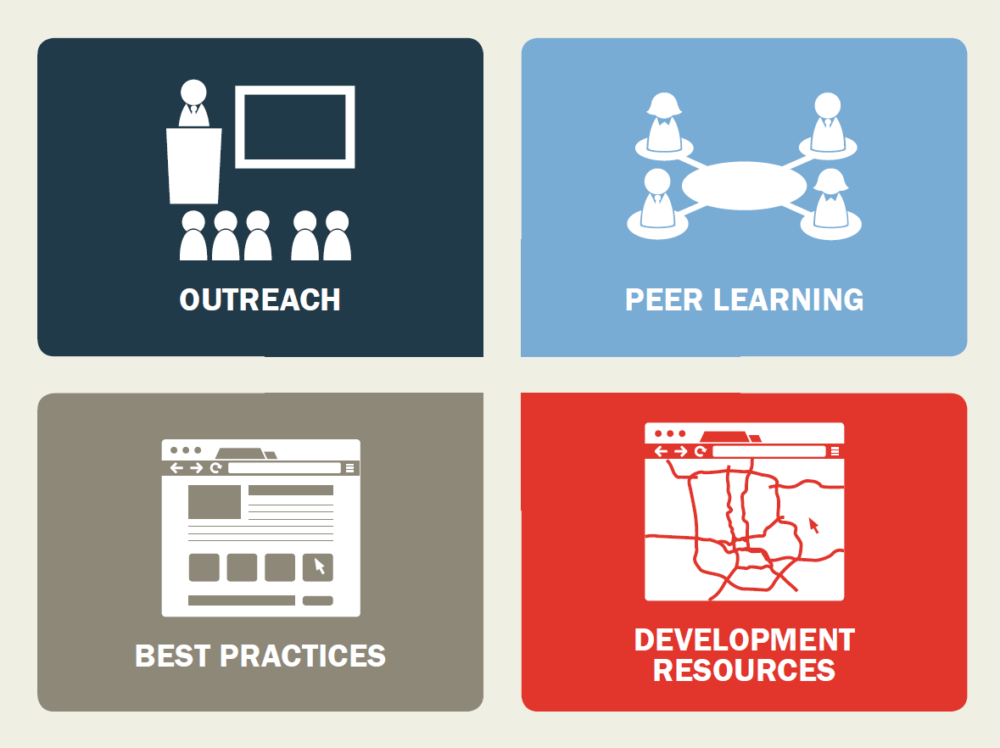 OUTREACH
PEER LEARNING
BEST PRACTICES
DEVELOPMENT
RESOURCES